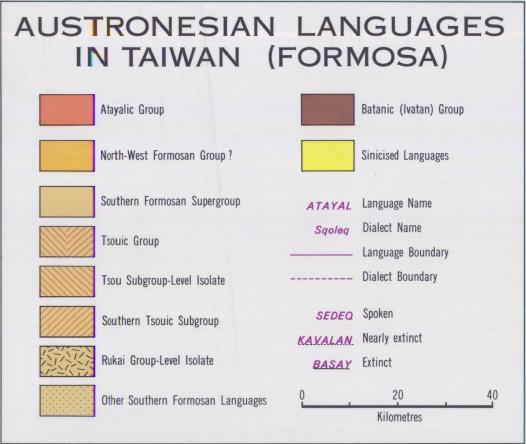 AUSTRONESIAN LANGUAGES
IN TAIWAN (FORMOSA)
Atayalic Group
North-West Formosan Group ?
Southern Formosan Supergroup
Tsouic Group
Tsou Subgroup-Level Isolate
Southern Tsouic Subgroup
Rukai Group-Level Isolate
Other Southern Formosan Languages
Batanic (Ivatan) Group
Sinicised Languages
ATAYAL Language Name
Sqoleq Dialect Name
Language Boundary
Dialect Boundary
SEDEQ Spoken
KAVALAN Nearly extinct
BASAY Extinct
0 20 40
Kilometres